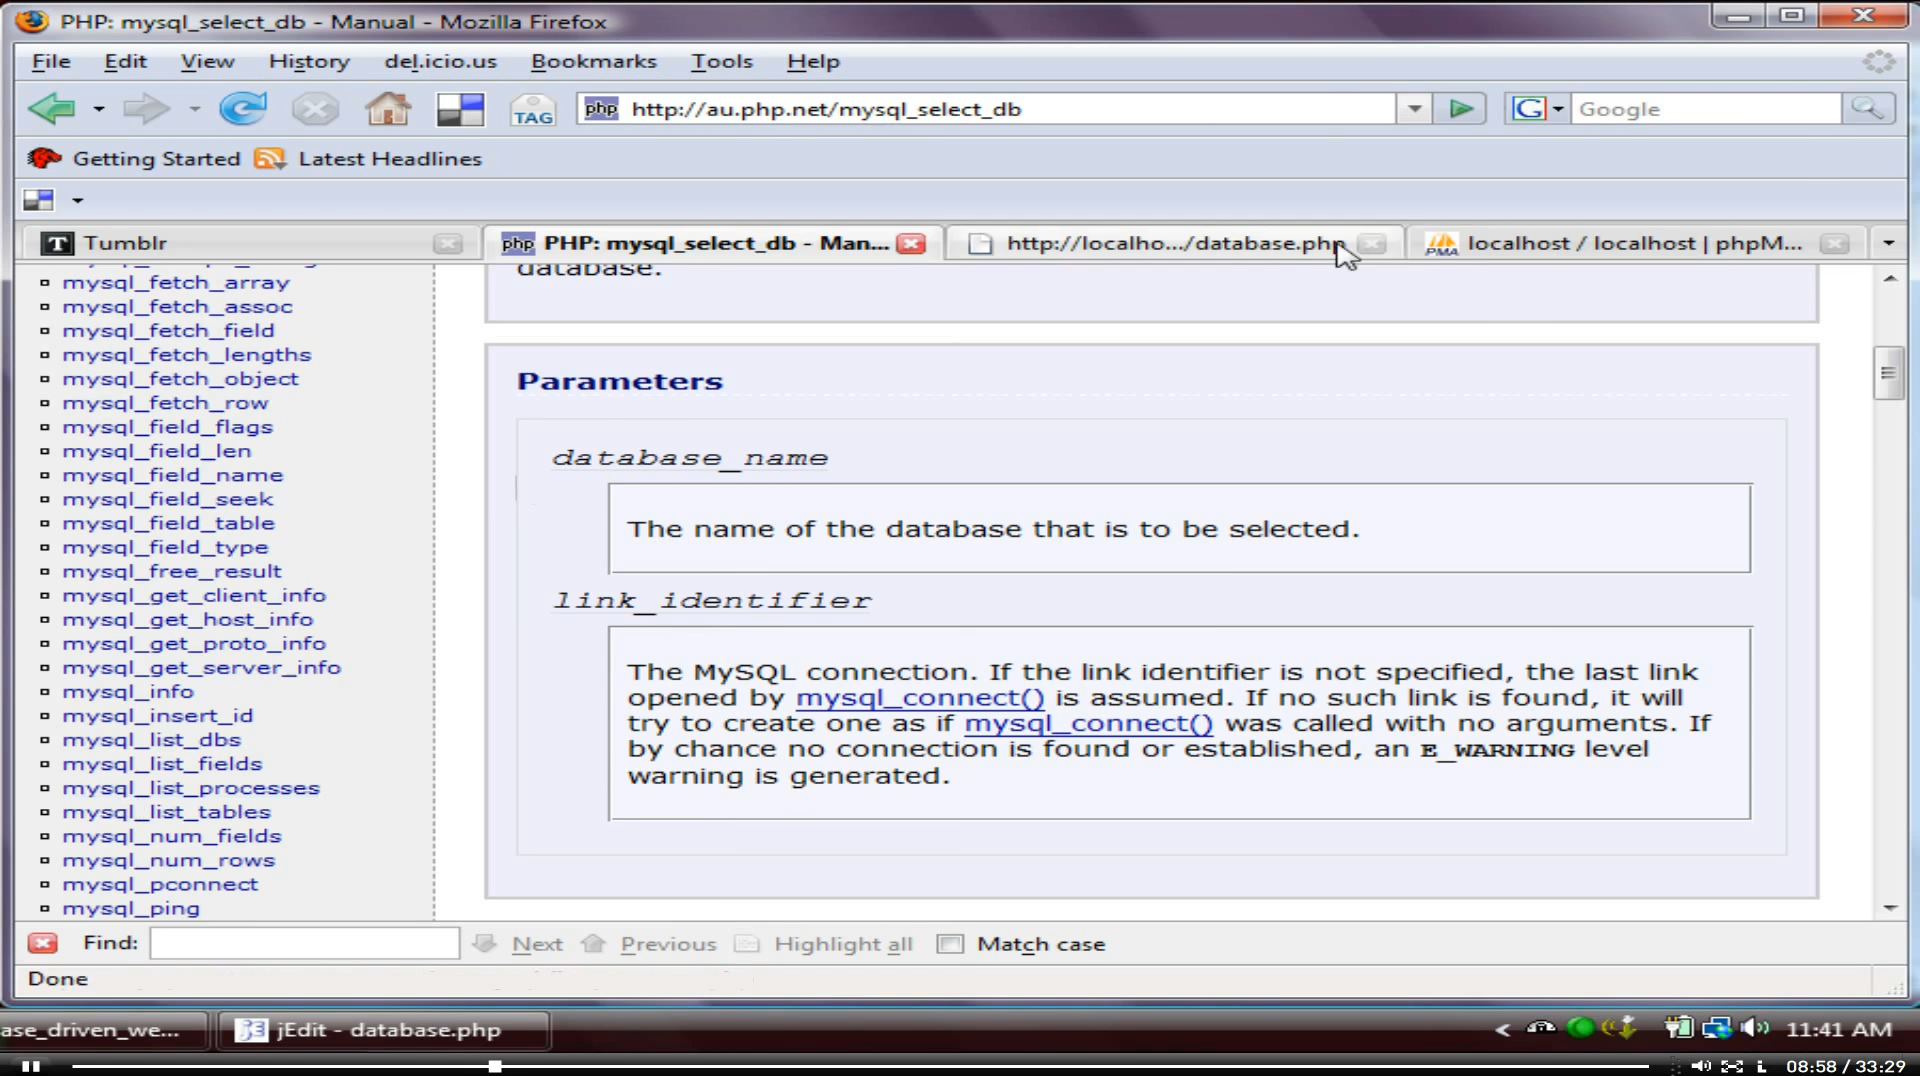 PHP: mysql_select_db - Manual - Mozilla Firefox
File Edit View History del.icio.us Bookmarks Tools Help
TAG php http://au.php.net/mysql_select_db G Google
Getting Started Latest Headlines
T Tumblr php PHP: mysql_select_db - Man... http://localho.../database.php PMA localhost / localhost | phpM...
mysql_fetch_array
mysql_fetch_assoc
mysql_fetch_field
mysql_fetch_lengths
mysql_fetch_object
mysql_fetch_row
mysql_field_flags
mysql_field_len
mysql_field_name
mysql_field_seek
mysql_field_table
mysql_field_type
mysql_free_result
mysql_get_client_info
mysql_get_host_info
mysql_get_proto_info
mysql_get_server_info
mysql_info
mysql_insert_id
mysql_list_dbs
mysql_list_fields
mysql_list_processes
mysql_list_tables
mysql_num_fields
mysql_num_rows
mysql_pconnect
mysql_ping
database.
Parameters
database_name
The name of the database that is to be selected.
link_identifier
The MySQL connection. If the link identifier is not specified, the last link
opened by mysql_connect() is assumed. If no such link is found, it will
try to create one as if mysql_connect() was called with no arguments. If
by chance no connection is found or established, an E_WARNING level
warning is generated.
Find: Next Previous Highlight all Match case
Done
ase_driven_we... jEdit - database.php < 11:41 AM
L 08:58 / 33:29